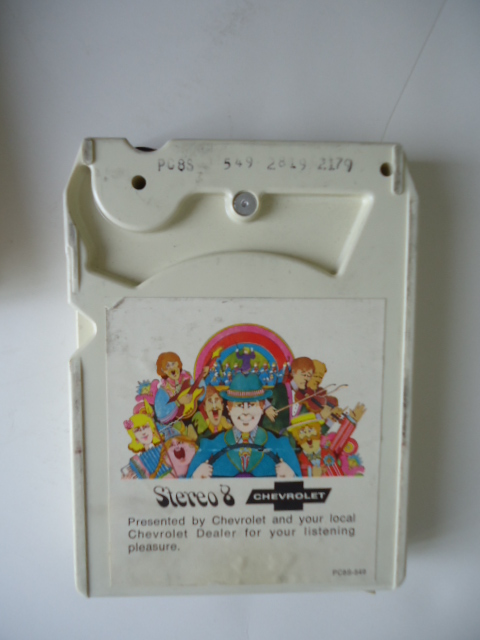 PC8S 549 2819 2179
Stereo 8 CHEVROLET
Presented by Chevrolet and your local
Chevrolet Dealer for your listening
pleasure.
PC8S-549